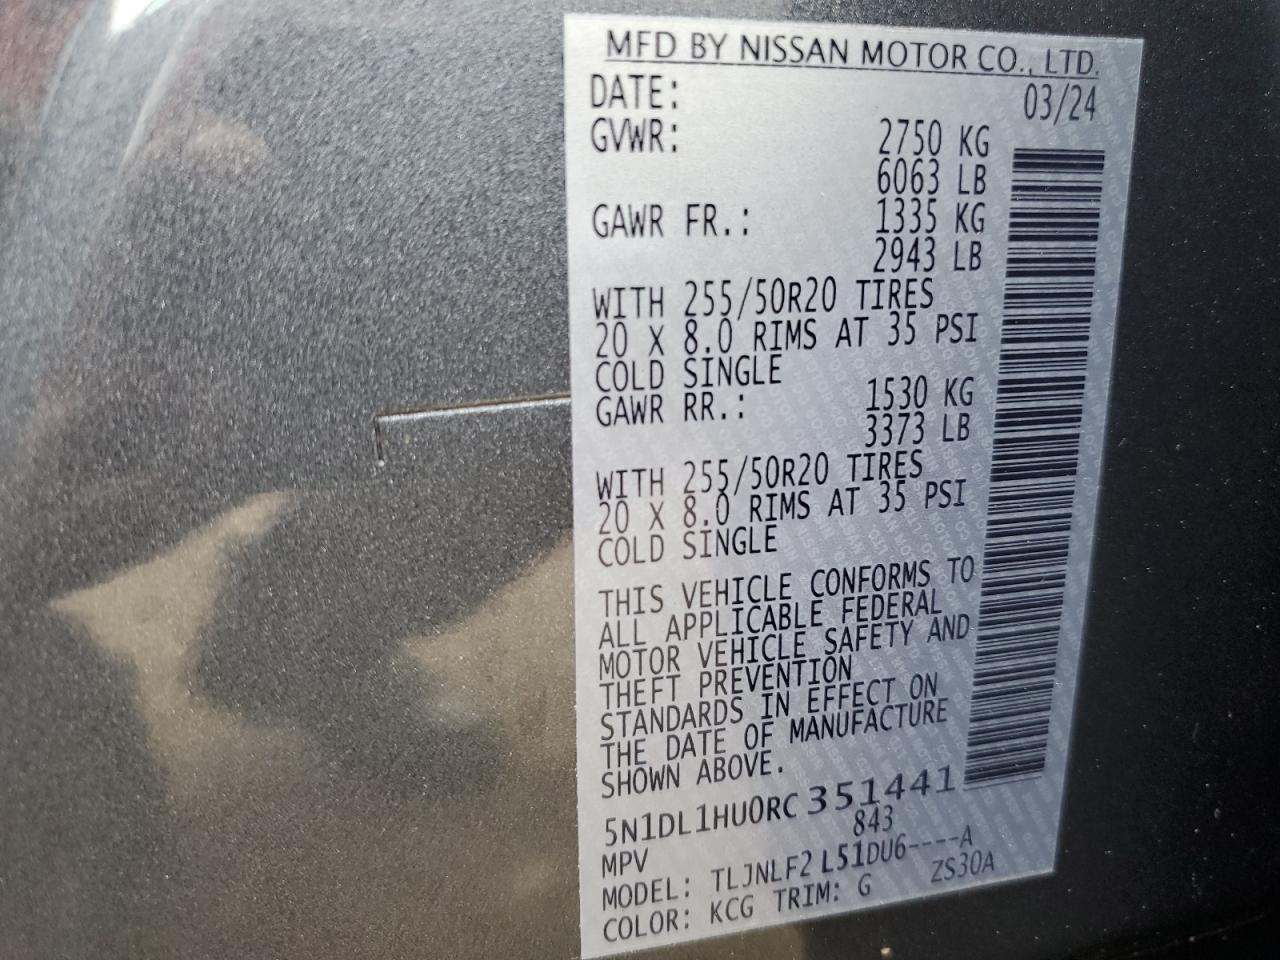 MFD BY NISSAN MOTOR CO., LTD.
DATE: 03/24
GVWR: 2750 KG
6063 LB
GAWR FR.: 1335 KG
2943 LB
WITH 255/50R20 TIRES
20 X 8.0 RIMS AT 35 PSI
COLD SINGLE
GAWR RR.: 1530 KG
3373 LB
WITH 255/50R20 TIRES
20 X 8.0 RIMS AT 35 PSI
COLD SINGLE
THIS VEHICLE CONFORMS TO
ALL APPLICABLE FEDERAL
MOTOR VEHICLE SAFETY AND
THEFT PREVENTION
STANDARDS IN EFFECT ON
THE DATE OF MANUFACTURE
SHOWN ABOVE.
5N1DL1HU0RC351441
MPV 843
MODEL: TLJNLF2 L51DU6----A
COLOR: KCG TRIM: G ZS30A